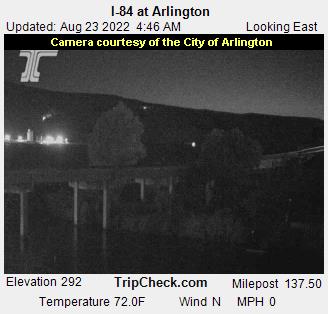 I-84 at Arlington
Updated: Aug 23 2022 4:46 AM Looking East
Camera courtesy of the City of Arlington
Elevation 292 TripCheck.com Milepost 137.50
Temperature 72.0F Wind N MPH 0